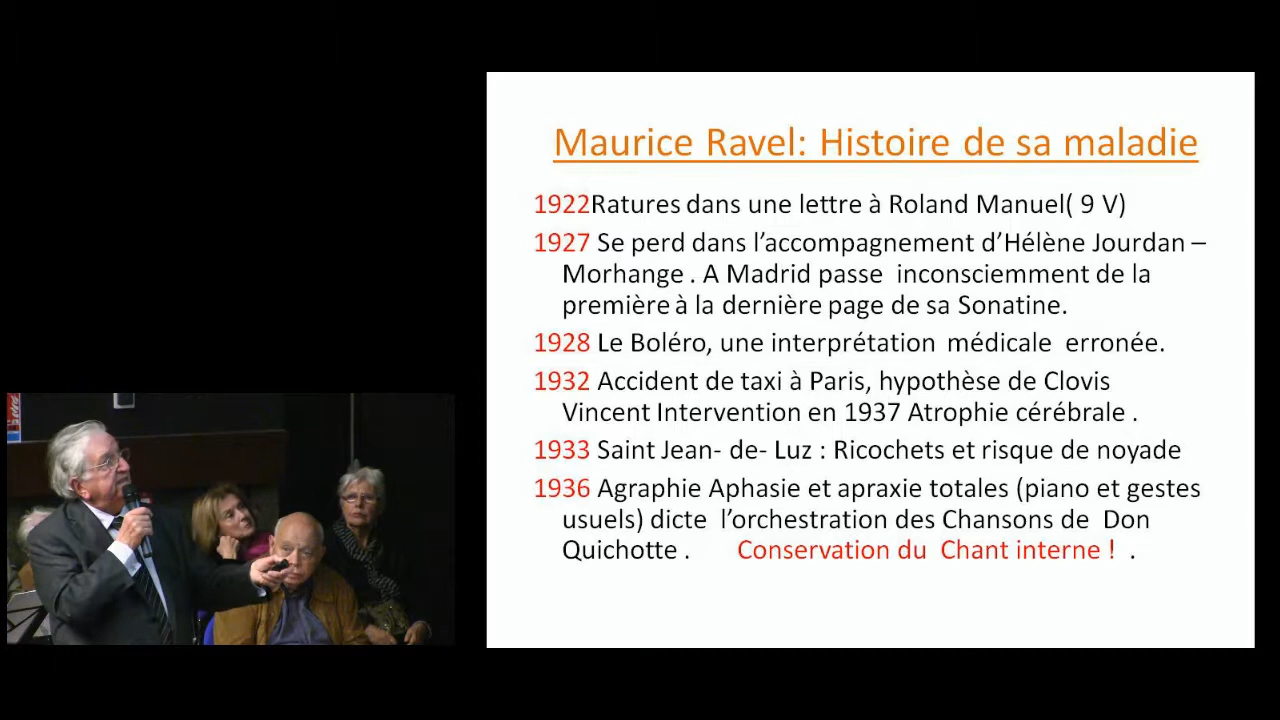 Maurice Ravel: Histoire de sa maladie
1922Ratures dans une lettre à Roland Manuel( 9 V)
1927 Se perd dans l’accompagnement d’Hélène Jourdan –
Morhange . A Madrid passe inconsciemment de la
première à la dernière page de sa Sonatine.
1928 Le Boléro, une interprétation médicale erronée.
1932 Accident de taxi à Paris, hypothèse de Clovis
Vincent Intervention en 1937 Atrophie cérébrale .
1933 Saint Jean- de- Luz : Ricochets et risque de noyade
1936 Agraphie Aphasie et apraxie totales (piano et gestes
usuels) dicte l’orchestration des Chansons de Don
Quichotte . Conservation du Chant interne ! .